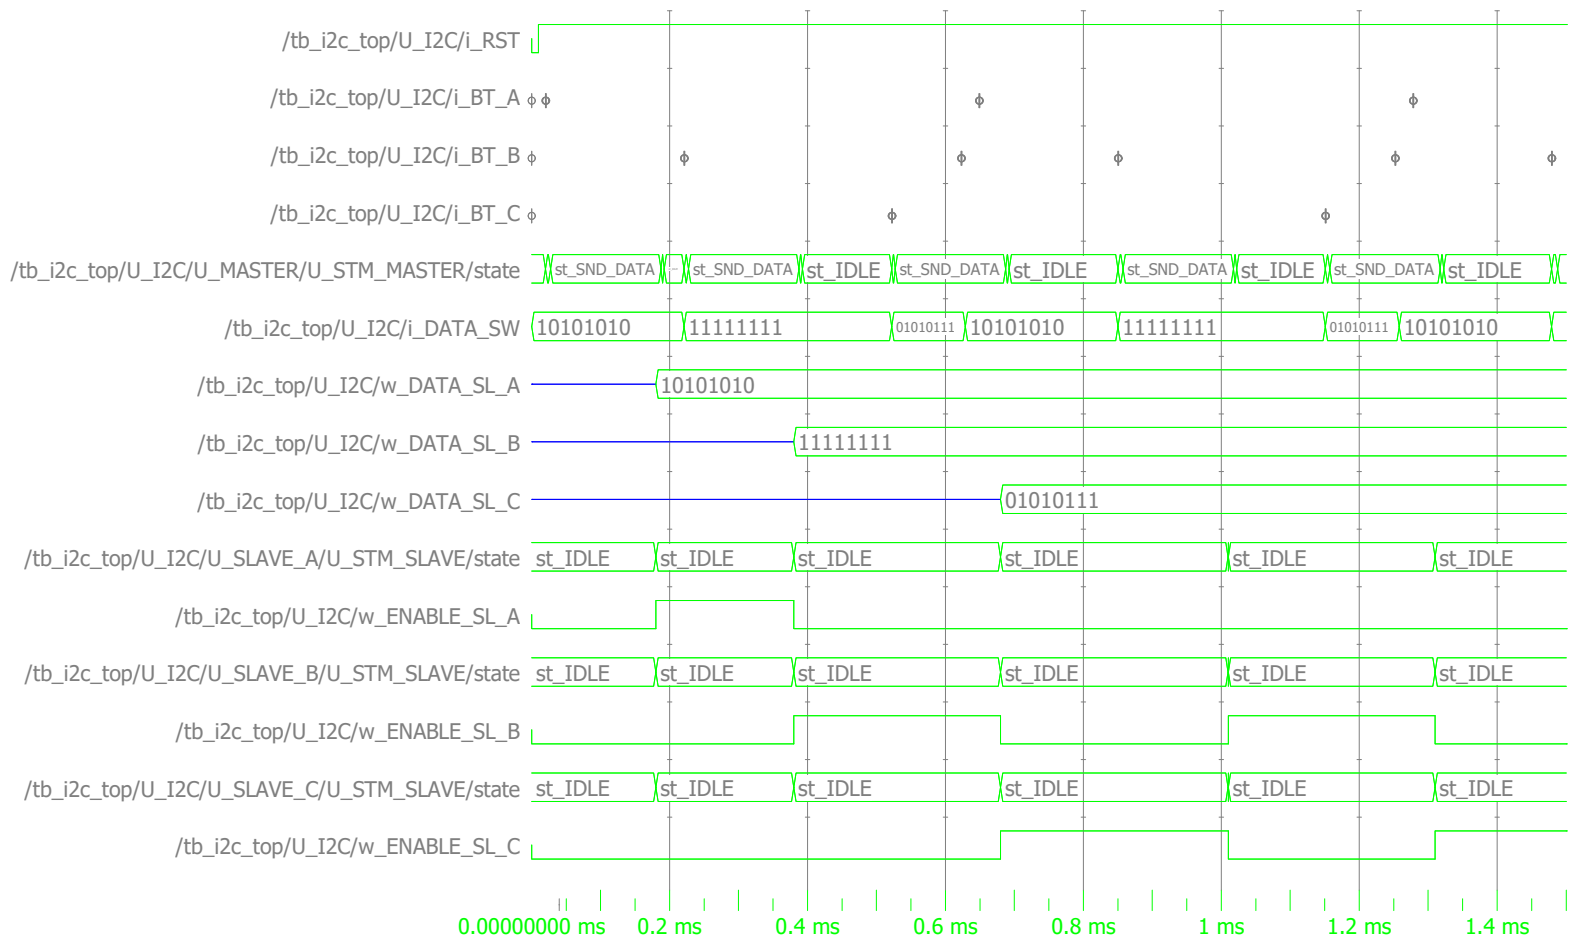 /tb_i2c_top/U_I2C/i_RST
/tb_i2c_top/U_I2C/i_BT_A
/tb_i2c_top/U_I2C/i_BT_B
/tb_i2c_top/U_I2C/i_BT_C
/tb_i2c_top/U_I2C/U_MASTER/U_STM_MASTER/state st_SND_DATA ... st_SND_DATA st_IDLE st_SND_DATA st_IDLE st_SND_DATA st_IDLE st_SND_DATA st_IDLE
/tb_i2c_top/U_I2C/i_DATA_SW 10101010 11111111 01010111 10101010 11111111 01010111 10101010
/tb_i2c_top/U_I2C/w_DATA_SL_A 10101010
/tb_i2c_top/U_I2C/w_DATA_SL_B 11111111
/tb_i2c_top/U_I2C/w_DATA_SL_C 01010111
/tb_i2c_top/U_I2C/U_SLAVE_A/U_STM_SLAVE/state st_IDLE st_IDLE st_IDLE st_IDLE st_IDLE st_IDLE
/tb_i2c_top/U_I2C/w_ENABLE_SL_A
/tb_i2c_top/U_I2C/U_SLAVE_B/U_STM_SLAVE/state st_IDLE st_IDLE st_IDLE st_IDLE st_IDLE st_IDLE
/tb_i2c_top/U_I2C/w_ENABLE_SL_B
/tb_i2c_top/U_I2C/U_SLAVE_C/U_STM_SLAVE/state st_IDLE st_IDLE st_IDLE st_IDLE st_IDLE st_IDLE
/tb_i2c_top/U_I2C/w_ENABLE_SL_C
0.00000000 ms 0.2 ms 0.4 ms 0.6 ms 0.8 ms 1 ms 1.2 ms 1.4 ms